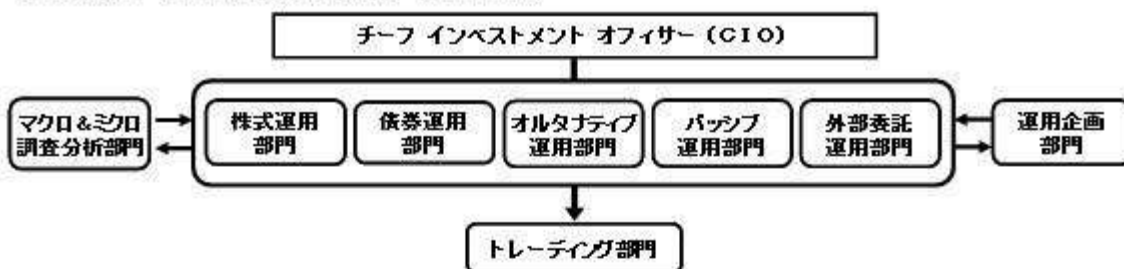 チーフ インベストメント オフィサー (CIO)
マクロ&ミクロ
調査分析部門
株式運用
部門
債券運用
部門
オルタナティブ
運用部門
パッシブ
運用部門
外部委託
運用部門
運用企画
部門
トレーディング部門